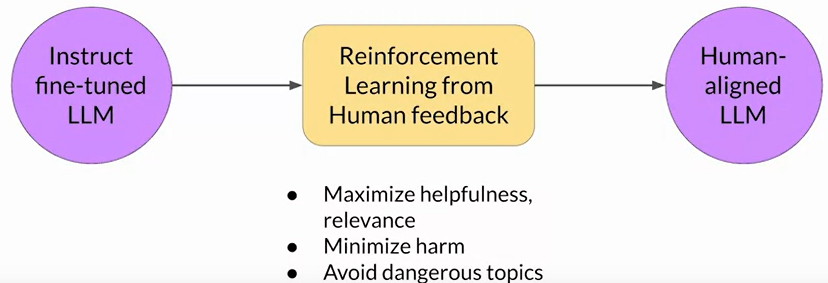 Instruct
fine-tuned
LLM
Reinforcement
Learning from
Human feedback
Human-
aligned
LLM
● Maximize helpfulness,
relevance
● Minimize harm
● Avoid dangerous topics